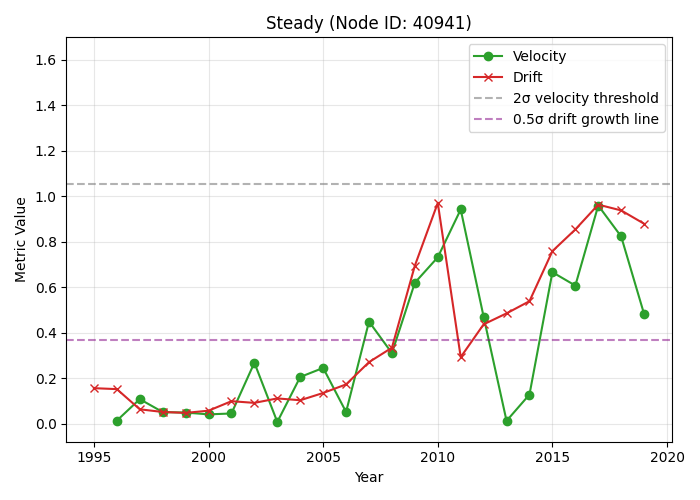 Steady (Node ID: 40941)
Velocity
Drift
2σ velocity threshold
0.5σ drift growth line
Metric Value
1.6
1.4
1.2
1.0
0.8
0.6
0.4
0.2
0.0
1995
2000
2005
2010
2015
2020
Year